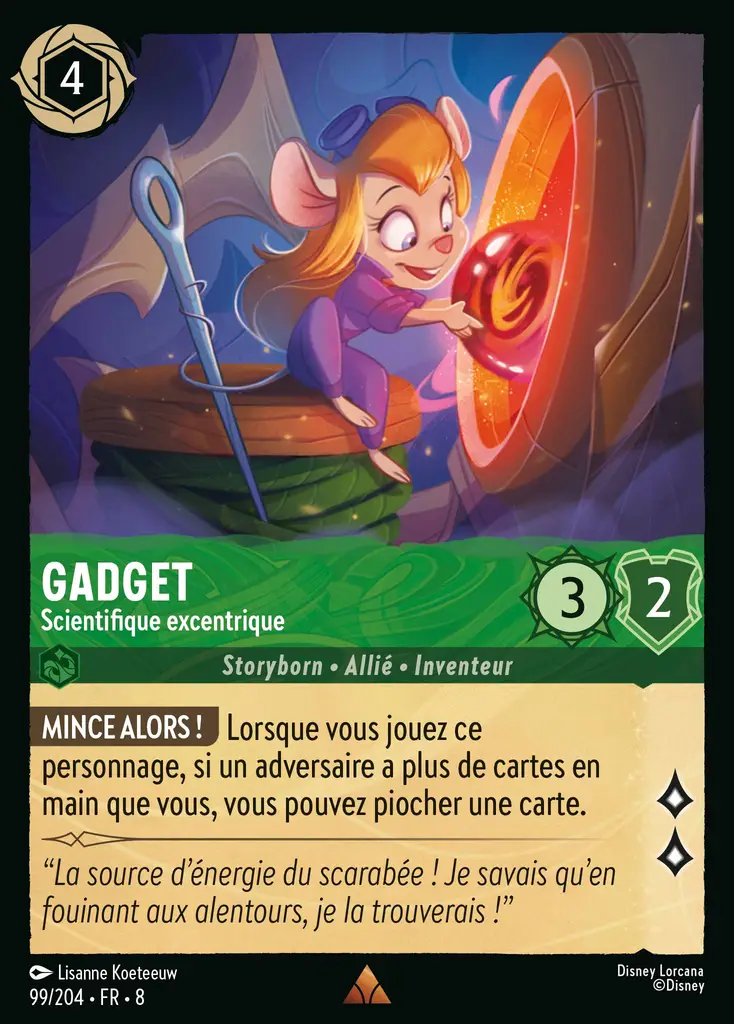 4
GADGET
Scientifique excentrique
3
2
Storyborn • Allié • Inventeur
MINCE ALORS ! Lorsque vous jouez ce
personnage, si un adversaire a plus de cartes en
main que vous, vous pouvez piocher une carte.
“La source d’énergie du scarabée ! Je savais qu’en
fouinant aux alentours, je la trouverais !”
Lisanne Koeteeuw
99/204 • FR • 8
Disney Lorcana
©Disney